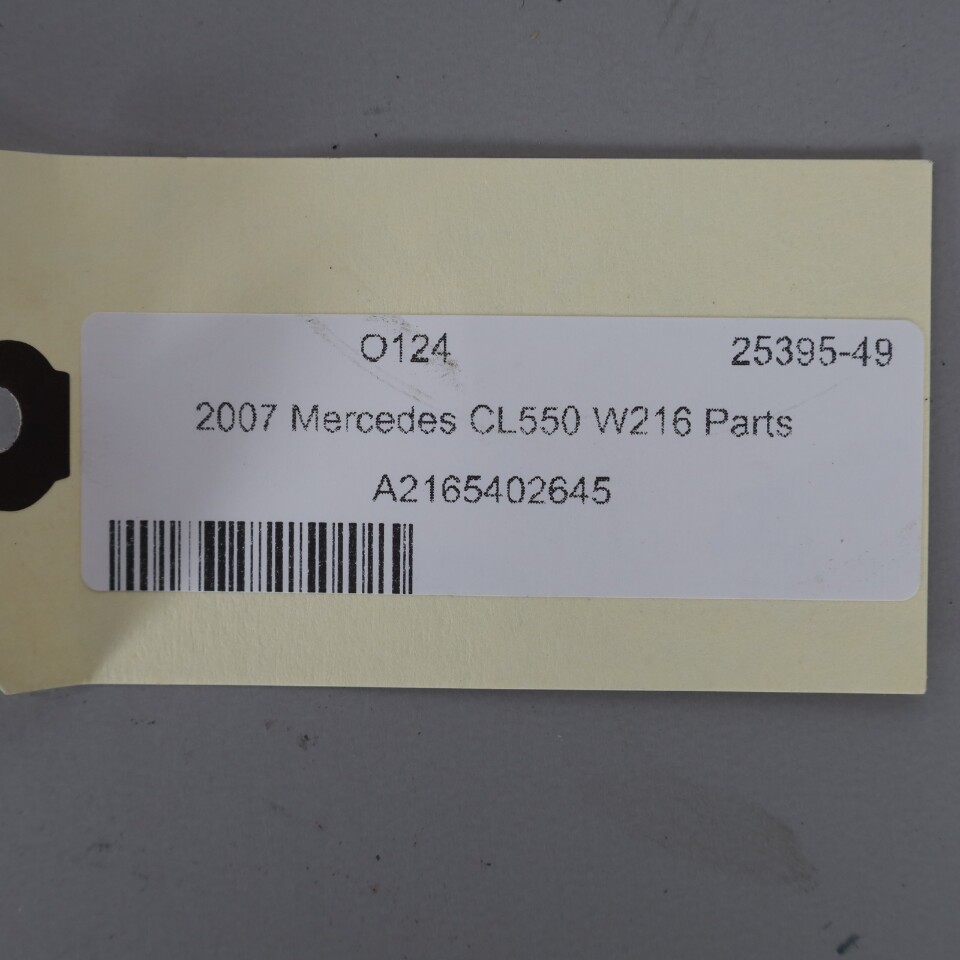 O124 25395-49
2007 Mercedes CL550 W216 Parts
A2165402645